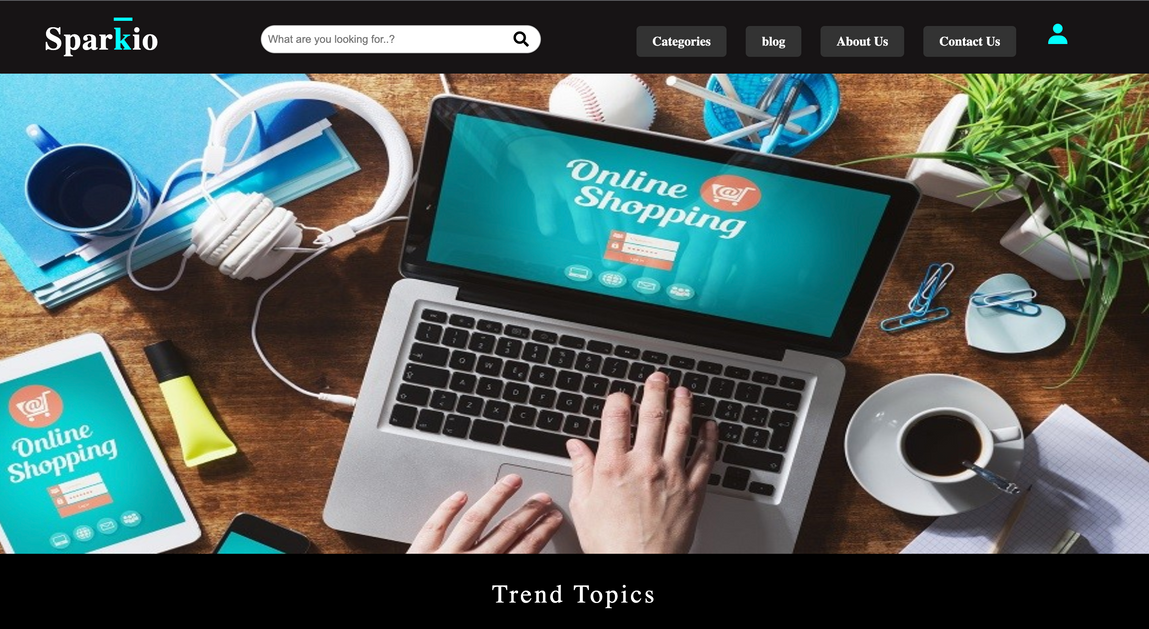 Sparkio
What are you looking for..?
Categories
blog
About Us
Contact Us
Online
Shopping
Online
Shopping
Trend Topics